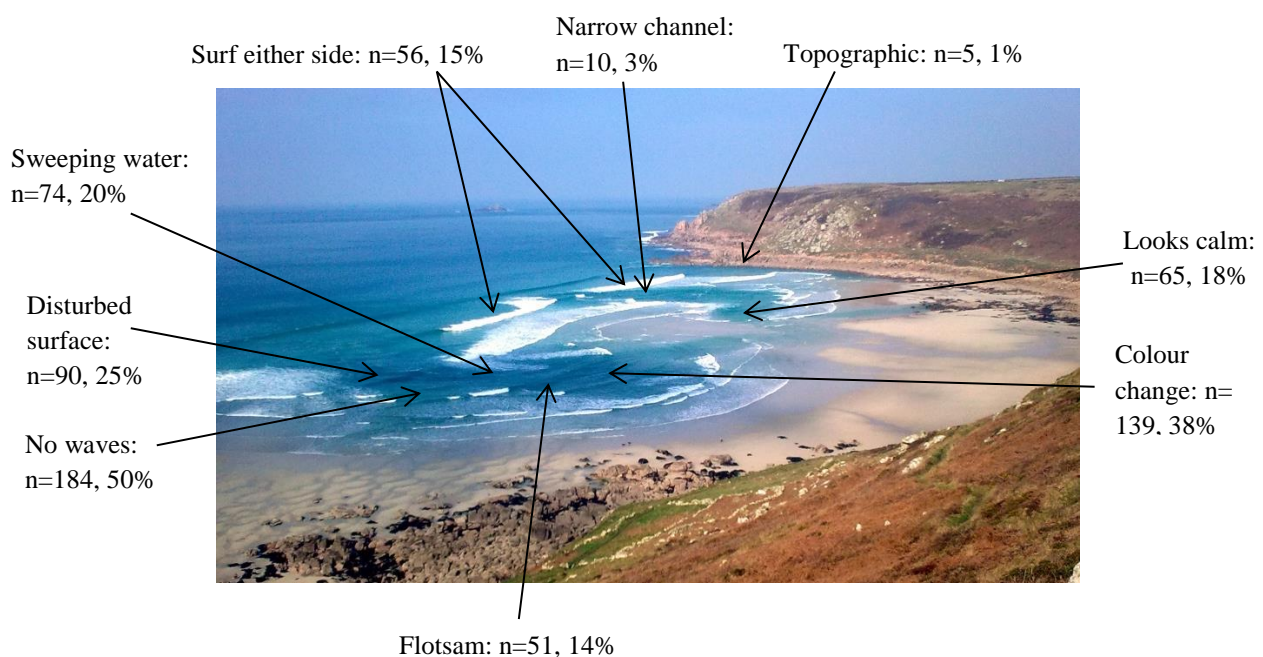 Narrow channel:
n=10, 3%
Surf either side: n=56, 15%
Topographic: n=5, 1%
Sweeping water:
n=74, 20%
Looks calm:
n=65, 18%
Disturbed
surface:
n=90, 25%
Colour
change: n=
139, 38%
No waves:
n=184, 50%
Flotsam: n=51, 14%